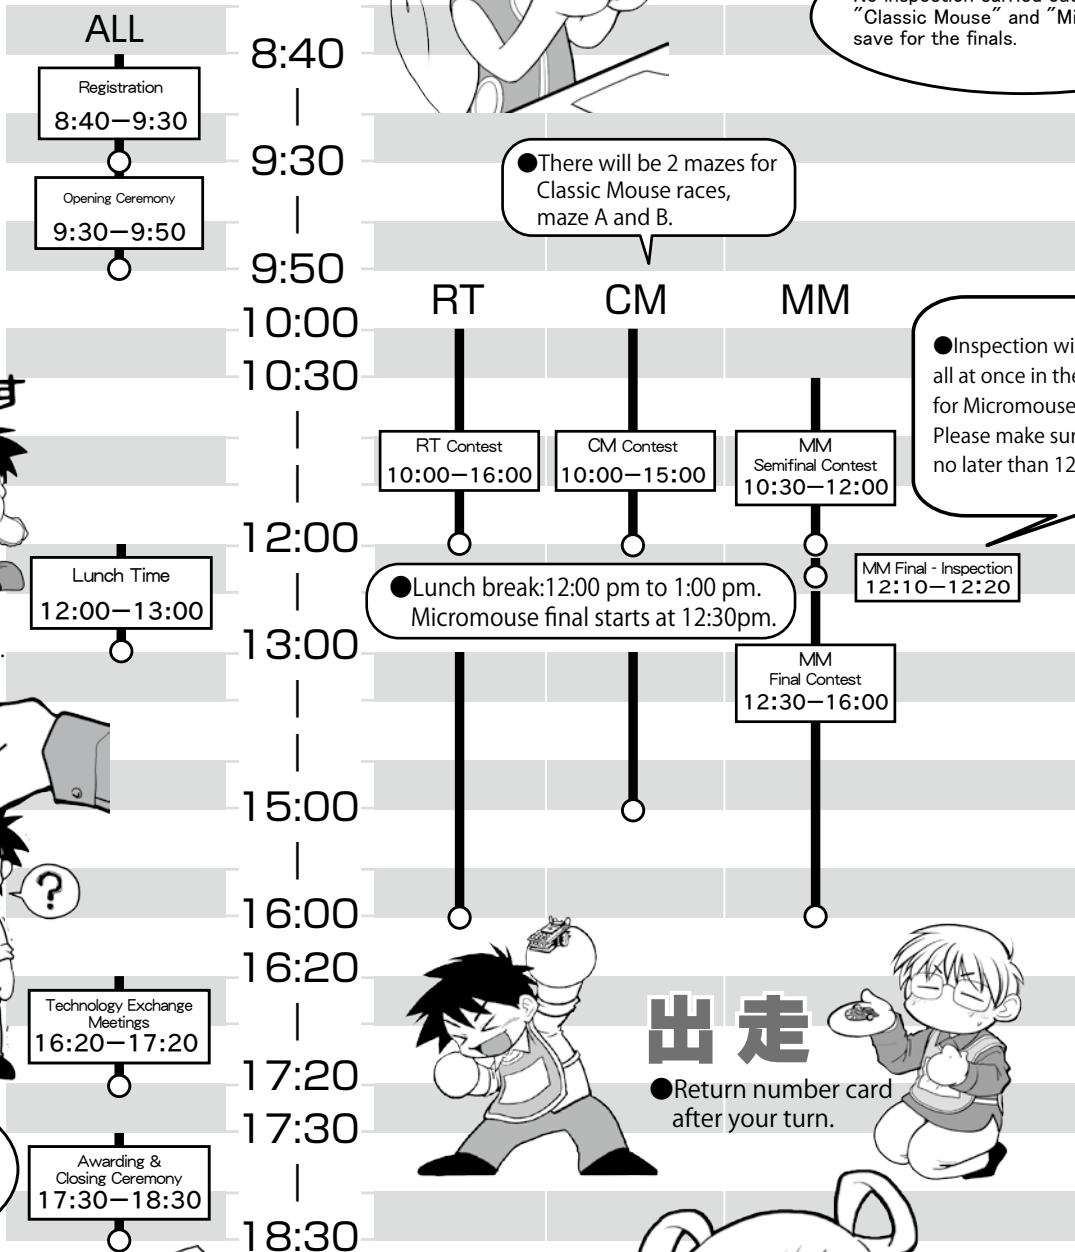 No inspection carried out
"Classic Mouse" and "Mi
save for the finals.
ALL
8:40
Registration
8:40−9:30
9:30
Opening Ceremony
9:30−9:50
9:50
●There will be 2 mazes for
Classic Mouse races,
maze A and B.
RT
CM
MM
10:00
10:30
●Inspection wi
all at once in the
for Micromouse
Please make sur
no later than 12
す
RT Contest
10:00−16:00
CM Contest
10:00−15:00
MM
Semifinal Contest
10:30−12:00
12:00
Lunch Time
12:00−13:00
MM Final - Inspection
12:10−12:20
●Lunch break:12:00 pm to 1:00 pm.
Micromouse final starts at 12:30pm.
13:00
MM
Final Contest
12:30−16:00
15:00
?
16:00
16:20
Technology Exchange
Meetings
16:20−17:20
出走
17:20
●Return number card
after your turn.
17:30
Awarding &
Closing Ceremony
17:30−18:30
18:30